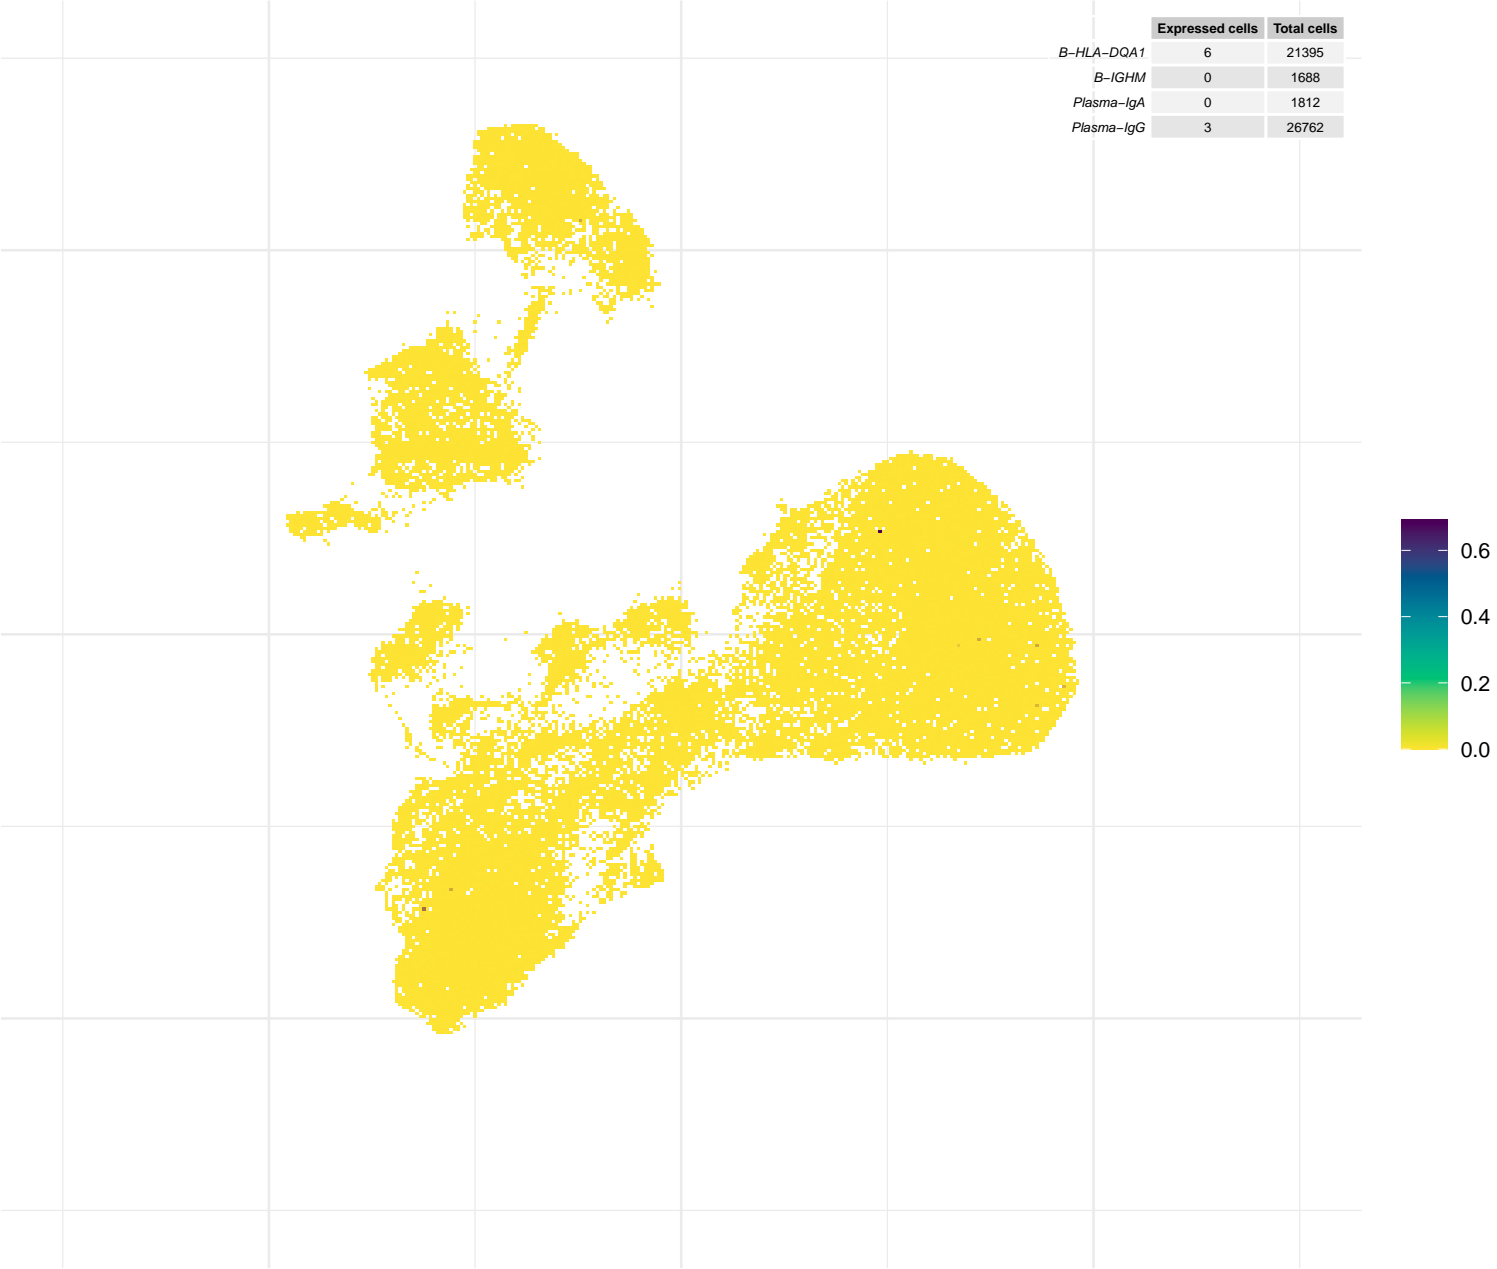 Expressed cells Total cells
B−HLA−DQA1 6 21395
B−IGHM 0 1688
Plasma−IgA 0 1812
Plasma−IgG 3 26762
0.6
0.4
0.2
0.0